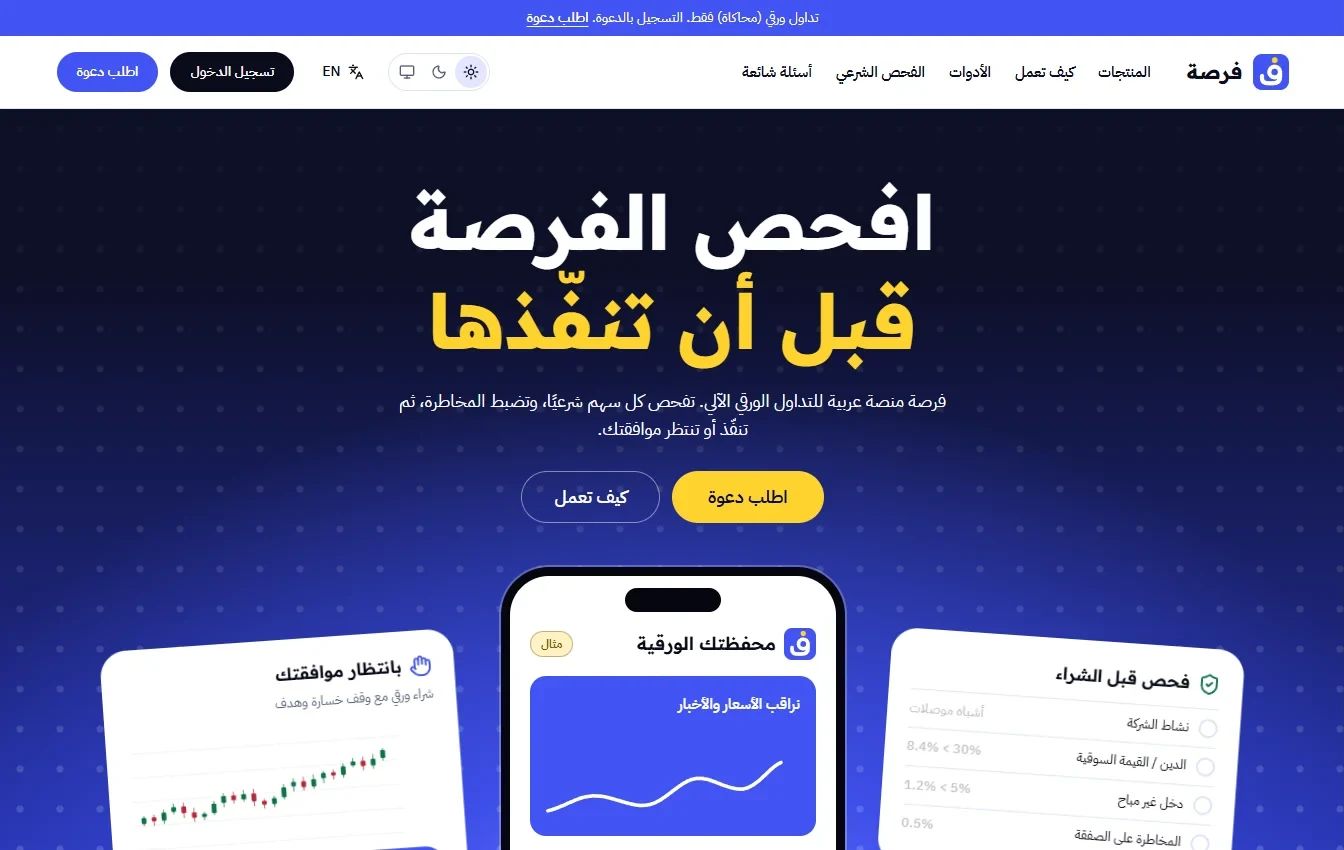 تداول ورقي (محاكاة) فقط. التسجيل بالدعوة. اطلب دعوة
فرصة
المنتجات
كيف تعمل
الأدوات
الفحص الشرعي
أسئلة شائعة
EN
تسجيل الدخول
اطلب دعوة
افحص الفرصة
قبل أن تنفّذها
فرصة منصة عربية للتداول الورقي الآلي. تفحص كل سهم شرعيًا، وتضبط المخاطرة، ثم
تنفّذ أو تنتظر موافقتك.
اطلب دعوة
كيف تعمل
فحص قبل الشراء
نشاط الشركة
أشباه موصلات
الدين / القيمة السوقية
8.4% < 30%
دخل غير مباح
1.2% < 5%
المخاطرة على الصفقة
0.5%
محفظتك الورقية
مثال
تراقب الأسعار والأخبار
بانتظار موافقتك
شراء ورقي مع وقف خسارة وهدف